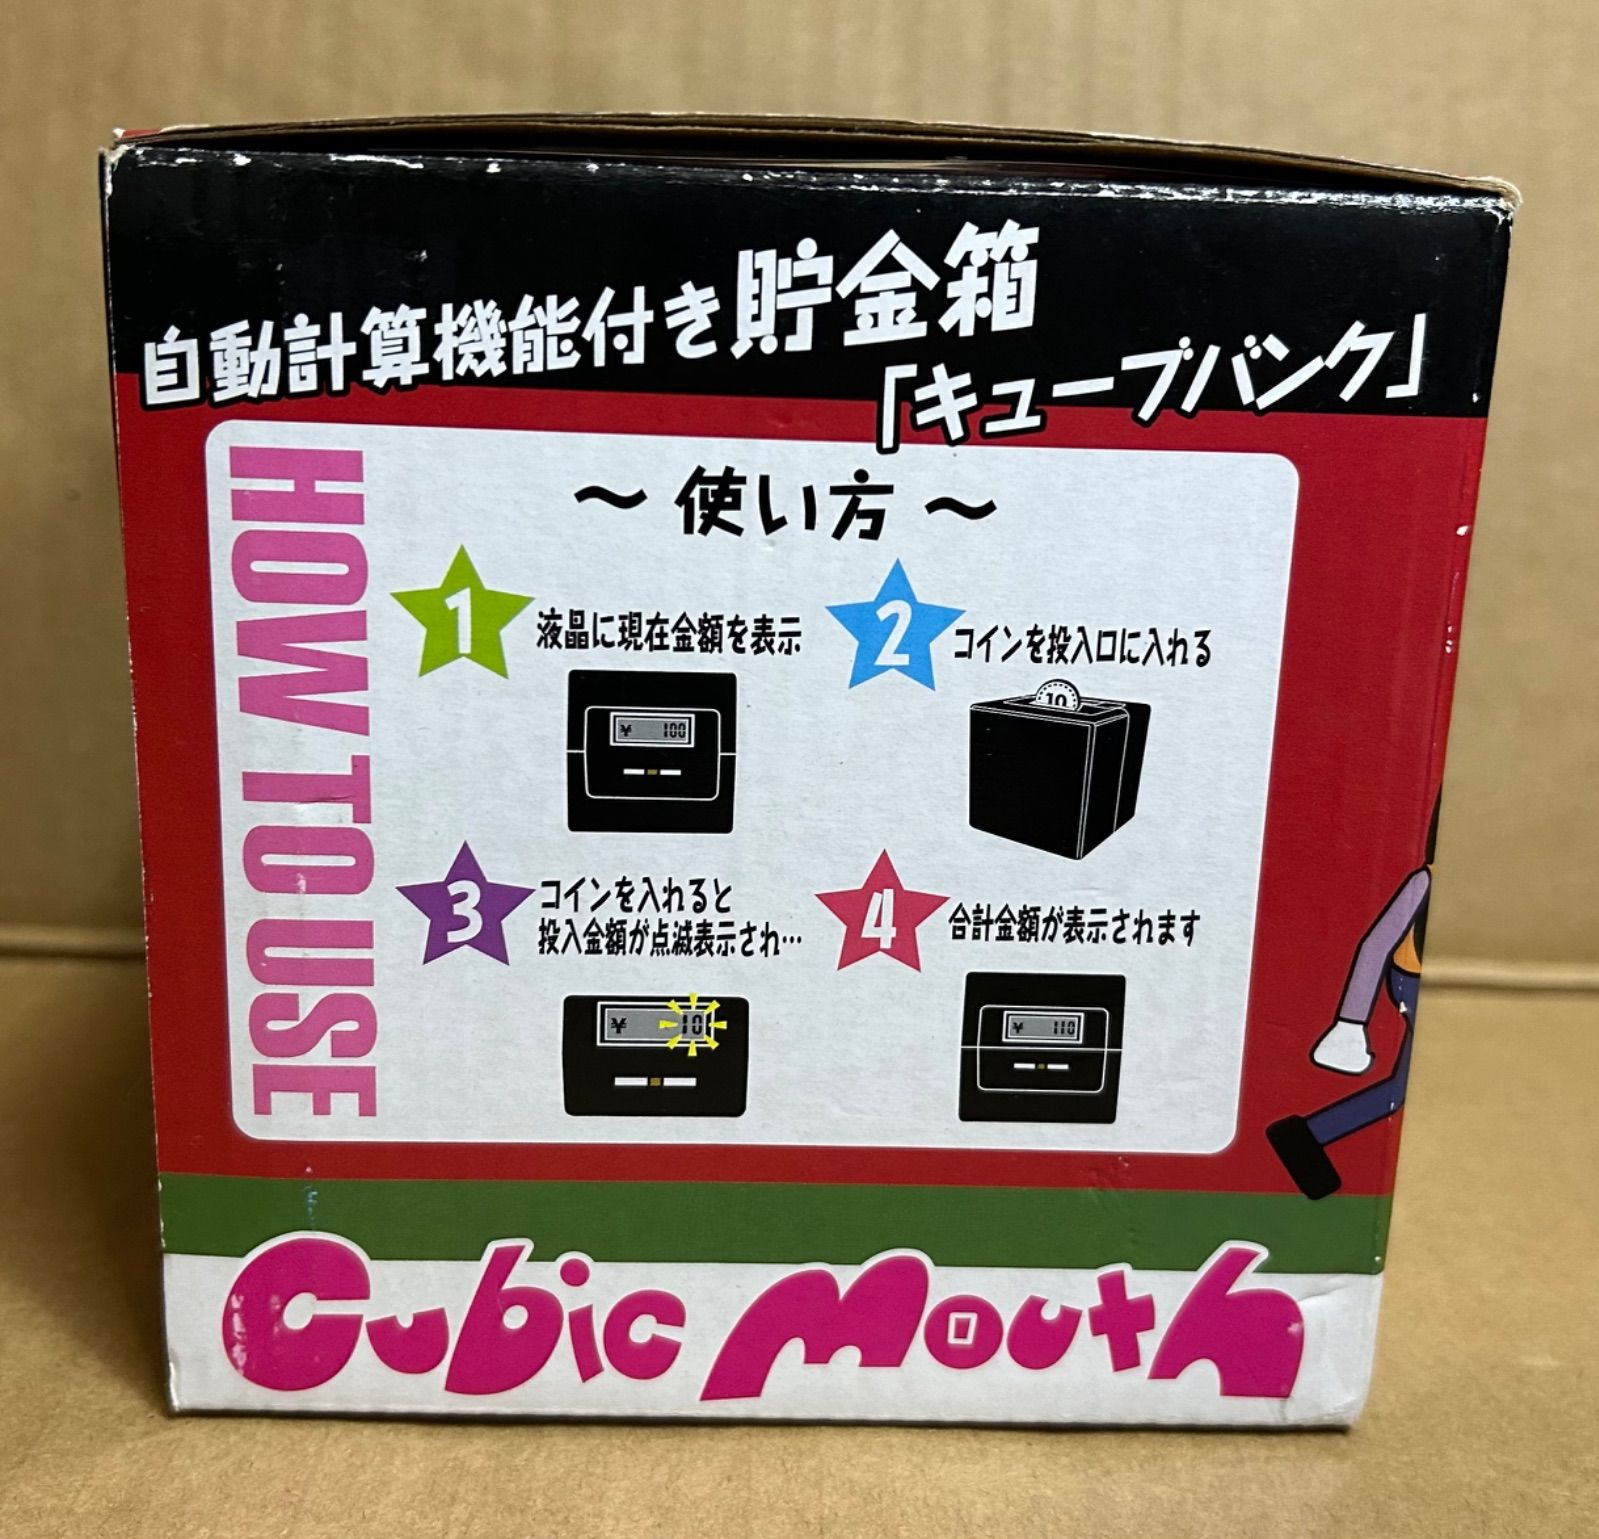 自動計算機能付き貯金箱
「キューブバンク」
HOW TO USE
～使い方～
1 液晶に現在金額を表示
¥ 100
2 コインを投入口に入れる
10
3 コインを入れると
投入金額が点滅表示され…
¥ 10
4 合計金額が表示されます
¥ 110
Cubic Mouth